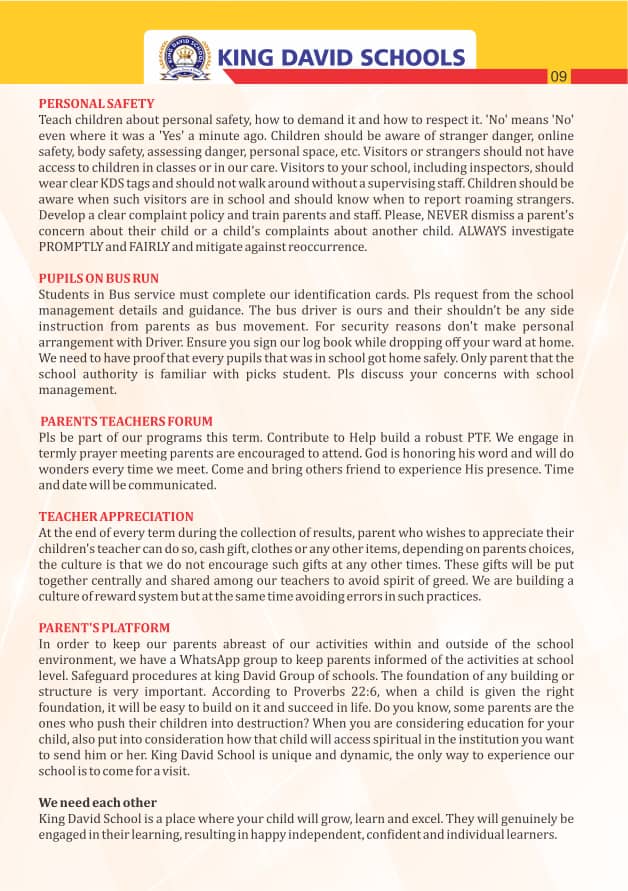 KING DAVID SCHOOLS
09
PERSONAL SAFETY
Teach children about personal safety, how to demand it and how to respect it. 'No' means 'No'
even where it was a 'Yes' a minute ago. Children should be aware of stranger danger, online
safety, body safety, assessing danger, personal space, etc. Visitors or strangers should not have
access to children in classes or in our care. Visitors to your school, including inspectors, should
wear clear KDS tags and should not walk around without a supervising staff. Children should be
aware when such visitors are in school and should know when to report roaming strangers.
Develop a clear complaint policy and train parents and staff. Please, NEVER dismiss a parent's
concern about their child or a child's complaints about another child. ALWAYS investigate
PROMPTLY and FAIRLY and mitigate against reoccurrence.
PUPILS ON BUS RUN
Students in Bus service must complete our identification cards. Pls request from the school
management details and guidance. The bus driver is ours and their shouldn't be any side
instruction from parents as bus movement. For security reasons don't make personal
arrangement with Driver. Ensure you sign our log book while dropping off your ward at home.
We need to have proof that every pupils that was in school got home safely. Only parent that the
school authority is familiar with picks student. Pls discuss your concerns with school
management.
PARENTS TEACHERS FORUM
Pls be part of our programs this term. Contribute to Help build a robust PTF. We engage in
termly prayer meeting parents are encouraged to attend. God is honoring his word and will do
wonders every time we meet. Come and bring others friend to experience His presence. Time
and date will be communicated.
TEACHER APPRECIATION
At the end of every term during the collection of results, parent who wishes to appreciate their
children's teacher can do so, cash gift, clothes or any other items, depending on parents choices,
the culture is that we do not encourage such gifts at any other times. These gifts will be put
together centrally and shared among our teachers to avoid spirit of greed. We are building a
culture of reward system but at the same time avoiding errors in such practices.
PARENT'S PLATFORM
In order to keep our parents abreast of our activities within and outside of the school
environment, we have a WhatsApp group to keep parents informed of the activities at school
level. Safeguard procedures at king David Group of schools. The foundation of any building or
structure is very important. According to Proverbs 22:6, when a child is given the right
foundation, it will be easy to build on it and succeed in life. Do you know, some parents are the
ones who push their children into destruction? When you are considering education for your
child, also put into consideration how that child will access spiritual in the institution you want
to send him or her. King David School is unique and dynamic, the only way to experience our
school is to come for a visit.
We need each other
King David School is a place where your child will grow, learn and excel. They will genuinely be
engaged in their learning, resulting in happy independent, confident and individual learners.